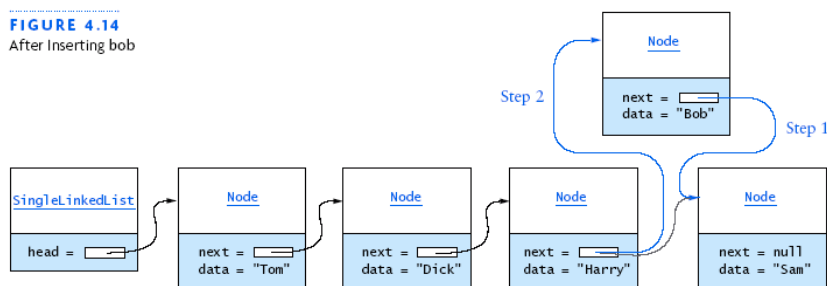 FIGURE 4.14
After Inserting bob
Node
next =
data = "Bob"
Step 2
Step 1
SingleLinkedList
head =
Node
next =
data = "Tom"
Node
next =
data = "Dick"
Node
next =
data = "Harry"
Node
next = null
data = "Sam"